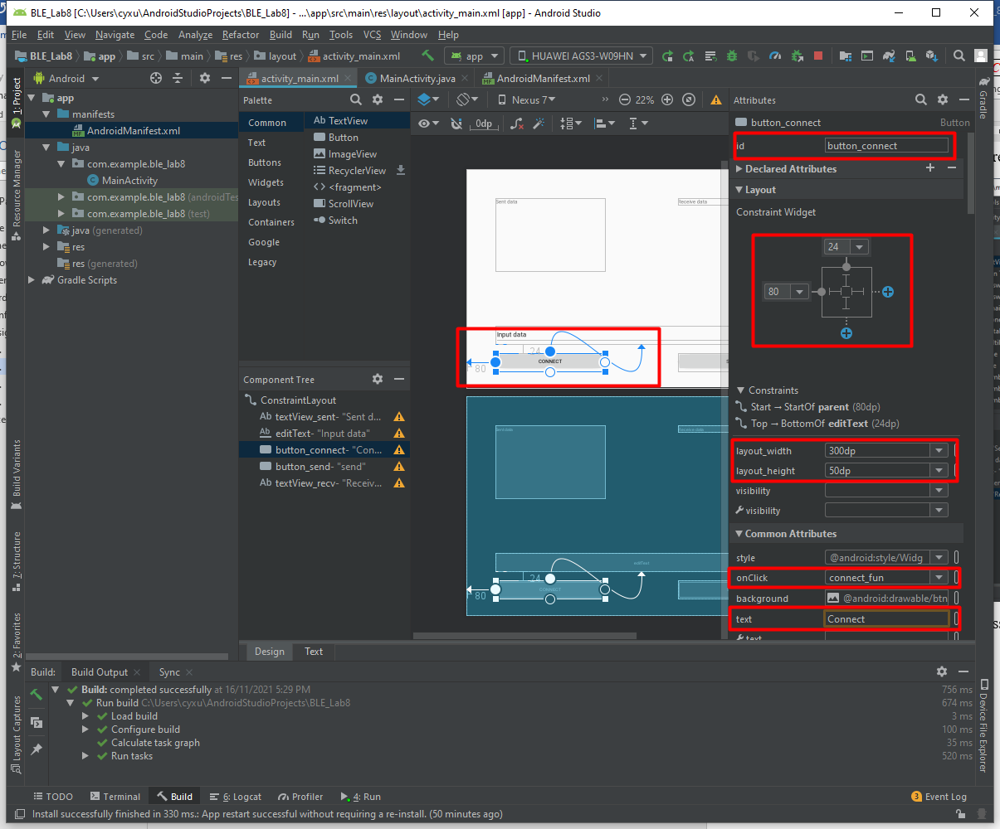 BLE_Lab8 [C:\Users\cyxu\AndroidStudioProjects\BLE_Lab8] - ...\app\src\main\res\layout\activity_main.xml [app] - Android Studio
File Edit View Navigate Code Analyze Refactor Build Run Tools VCS Window Help
BLE_Lab8 app src main res layout activity_main.xml app HUAWEI AGS3-W09HN
Android
activity_main.xml MainActivity.java AndroidManifest.xml
1: Project
Resource Manager
Build Variants
7: Structure
2: Favorites
Layout Captures
app
manifests
AndroidManifest.xml
java
com.example.ble_lab8
MainActivity
com.example.ble_lab8 (androidTes
com.example.ble_lab8 (test)
java (generated)
res
res (generated)
Gradle Scripts
Palette
Common
Text
Buttons
Widgets
Layouts
Containers
Google
Legacy
Ab TextView
Button
ImageView
RecyclerView
<> <fragment>
ScrollView
Switch
Component Tree
ConstraintLayout
Ab textView_sent- "Sent d...
Ab editText- "Input data"
button_connect- "Con...
button_send- "send"
Ab textView_recv- "Receiv...
Nexus 7 >> 22%
0dp
Sent data
Receive data
Input data
24
CONNECT
80
Receive data
editText
24
CONNECT
80
Design Text
Attributes
button_connect Button
id button_connect
Declared Attributes
Layout
Constraint Widget
24
80
Constraints
Start → StartOf parent (80dp)
Top → BottomOf editText (24dp)
layout_width 300dp
layout_height 50dp
visibility
visibility
Common Attributes
style @android:style/Widg
onClick connect_fun
background @android:drawable/btn
text Connect
text
Gradle
Device File Explorer
Build: Build Output Sync
Build: completed successfully at 16/11/2021 5:29 PM 756 ms
Run build C:\Users\cyxu\AndroidStudioProjects\BLE_Lab8 674 ms
Load build 3 ms
Configure build 100 ms
Calculate task graph 35 ms
Run tasks 520 ms
TODO Terminal Build 6: Logcat Profiler 4: Run 3 Event Log
Install successfully finished in 330 ms.: App restart successful without requiring a re-install. (50 minutes ago)